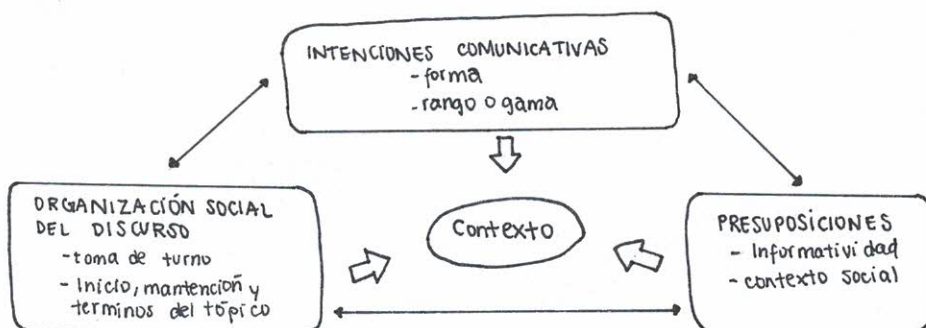 INTENCIONES COMUNICATIVAS
- forma
- rango o gama
ORGANIZACIÓN SOCIAL
DEL DISCURSO
- toma de turno
- Inicio, mantención y
terminos del tópico
Contexto
PRESUPOSICIONES
- Informatividad
- contexto social